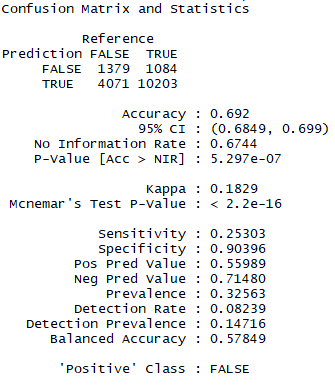 Confusion Matrix and Statistics
Reference
Prediction FALSE TRUE
FALSE 1379 1084
TRUE 4071 10203
Accuracy : 0.692
95% CI : (0.6849, 0.699)
No Information Rate : 0.6744
P-Value [Acc > NIR] : 5.297e-07
Kappa : 0.1829
Mcnemar's Test P-Value : < 2.2e-16
Sensitivity : 0.25303
Specificity : 0.90396
Pos Pred Value : 0.55989
Neg Pred Value : 0.71480
Prevalence : 0.32563
Detection Rate : 0.08239
Detection Prevalence : 0.14716
Balanced Accuracy : 0.57849
'Positive' Class : FALSE